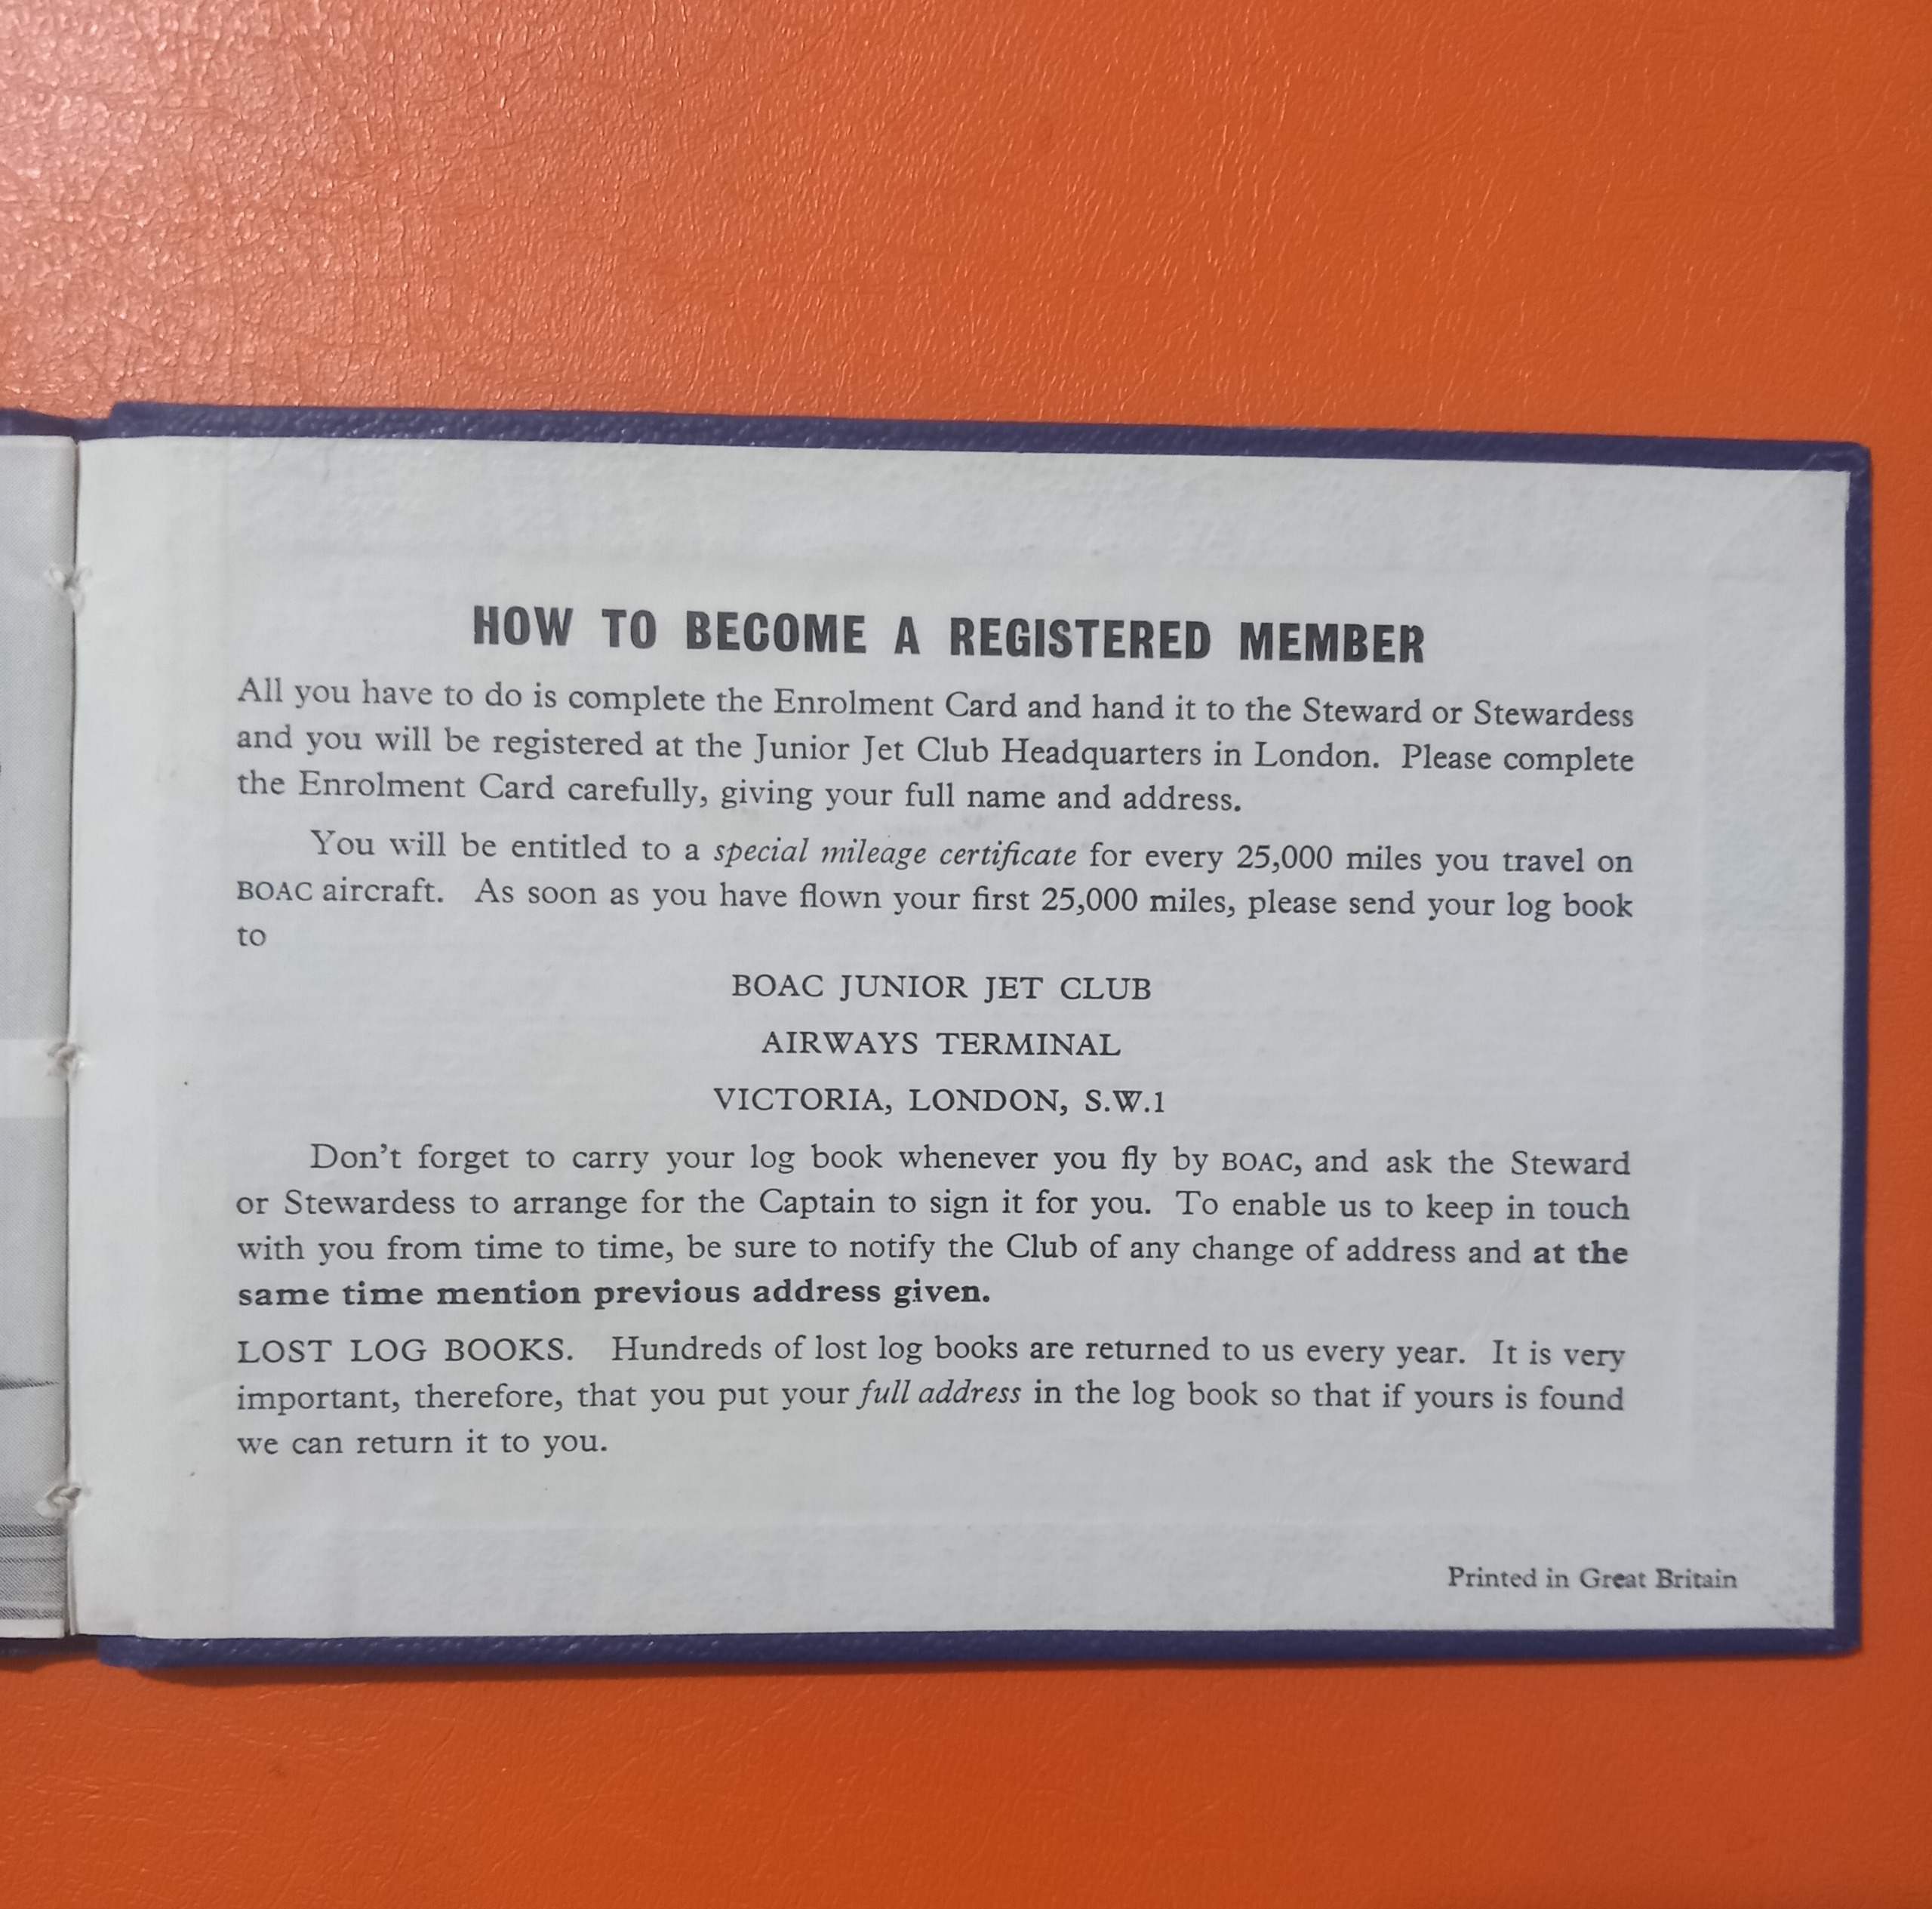 HOW TO BECOME A REGISTERED MEMBER
All you have to do is complete the Enrolment Card and hand it to the Steward or Stewardess
and you will be registered at the Junior Jet Club Headquarters in London. Please complete
the Enrolment Card carefully, giving your full name and address.
You will be entitled to a special mileage certificate for every 25,000 miles you travel on
BOAC aircraft. As soon as you have flown your first 25,000 miles, please send your log book
to
BOAC JUNIOR JET CLUB
AIRWAYS TERMINAL
VICTORIA, LONDON, S.W.1
Don't forget to carry your log book whenever you fly by BOAC, and ask the Steward
or Stewardess to arrange for the Captain to sign it for you. To enable us to keep in touch
with you from time to time, be sure to notify the Club of any change of address and at the
same time mention previous address given.
LOST LOG BOOKS. Hundreds of lost log books are returned to us every year. It is very
important, therefore, that you put your full address in the log book so that if yours is found
we can return it to you.
Printed in Great Britain